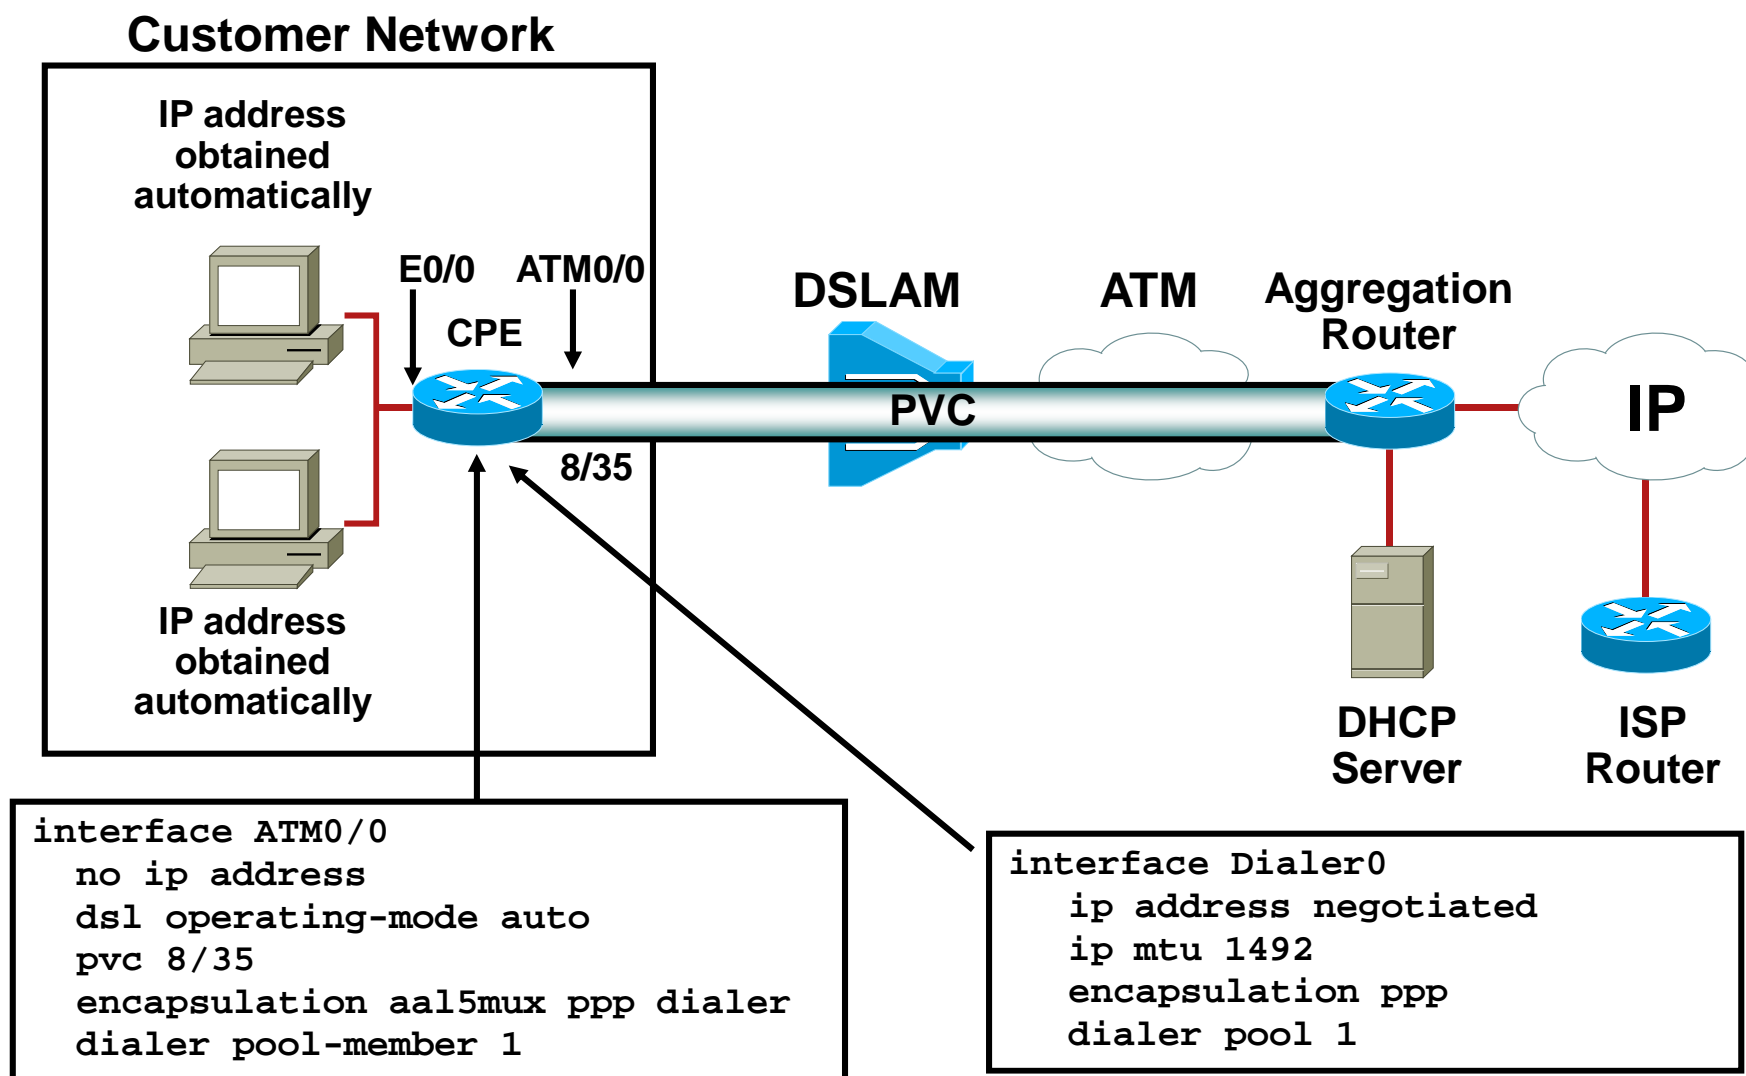 Customer Network
IP address
obtained
automatically
E0/0
ATM0/0
CPE
8/35
IP address
obtained
automatically
DSLAM
ATM
Aggregation
Router
PVC
IP
DHCP
Server
ISP
Router
interface ATM0/0
no ip address
dsl operating-mode auto
pvc 8/35
encapsulation aal5mux ppp dialer
dialer pool-member 1
interface Dialer0
ip address negotiated
ip mtu 1492
encapsulation ppp
dialer pool 1